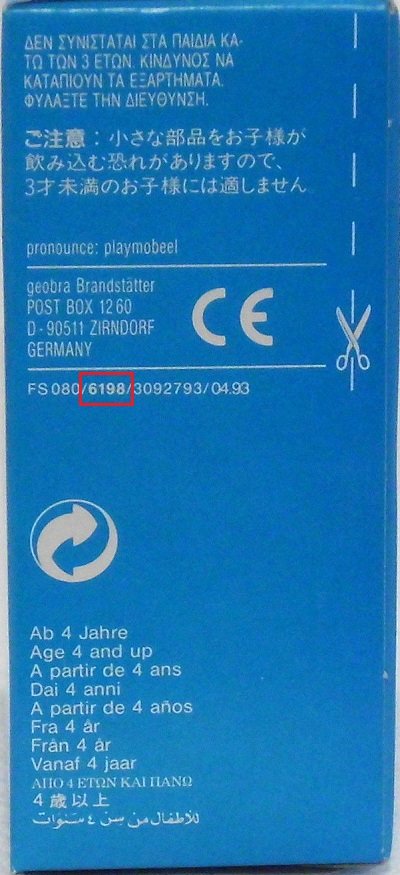 ΔΕΝ ΣΥΝΙΣΤΑΤΑΙ ΣΤΑ ΠΑΙΔΙΑ ΚΑ-
ΤΩ ΤΩΝ 3 ΕΤΩΝ. ΚΙΝΔΥΝΟΣ ΝΑ
ΚΑΤΑΠΙΟΥΝ ΤΑ ΕΞΑΡΤΗΜΑΤΑ.
ΦΥΛΑΞΤΕ ΤΗΝ ΔΙΕΥΘΥΝΣΗ.
ご注意：小さな部品をお子様が
飲み込む恐れがありますので、
3才未満のお子様には適しません
pronounce: playmobeel
geobra Brandstätter
POST BOX 1260
D-90511 ZIRNDORF
GERMANY
CE
FS 080/6198/3092793/04.93
Ab 4 Jahre
Age 4 and up
A partir de 4 ans
Dai 4 anni
A partir de 4 años
Fra 4 år
Från 4 år
Vanaf 4 jaar
ΑΠΟ 4 ΕΤΩΝ ΚΑΙ ΠΑΝΩ
4歳以上
للأطفال من سن ٤ سنوات